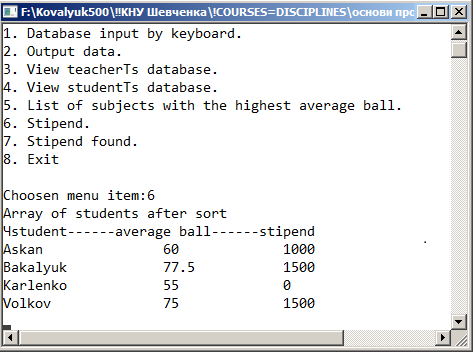 F:\Kovalyuk500\!!КНУ Шевченка\!COURSES=DISCIPLINES\основи про
1. Database input by keyboard.
2. Output data.
3. View teacherTs database.
4. View studentTs database.
5. List of subjects with the highest average ball.
6. Stipend.
7. Stipend found.
8. Exit
Choosen menu item:6
Array of students after sort
Чstudent------average ball------stipend
Askan 60 1000
Bakalyuk 77.5 1500
Karlenko 55 0
Volkov 75 1500